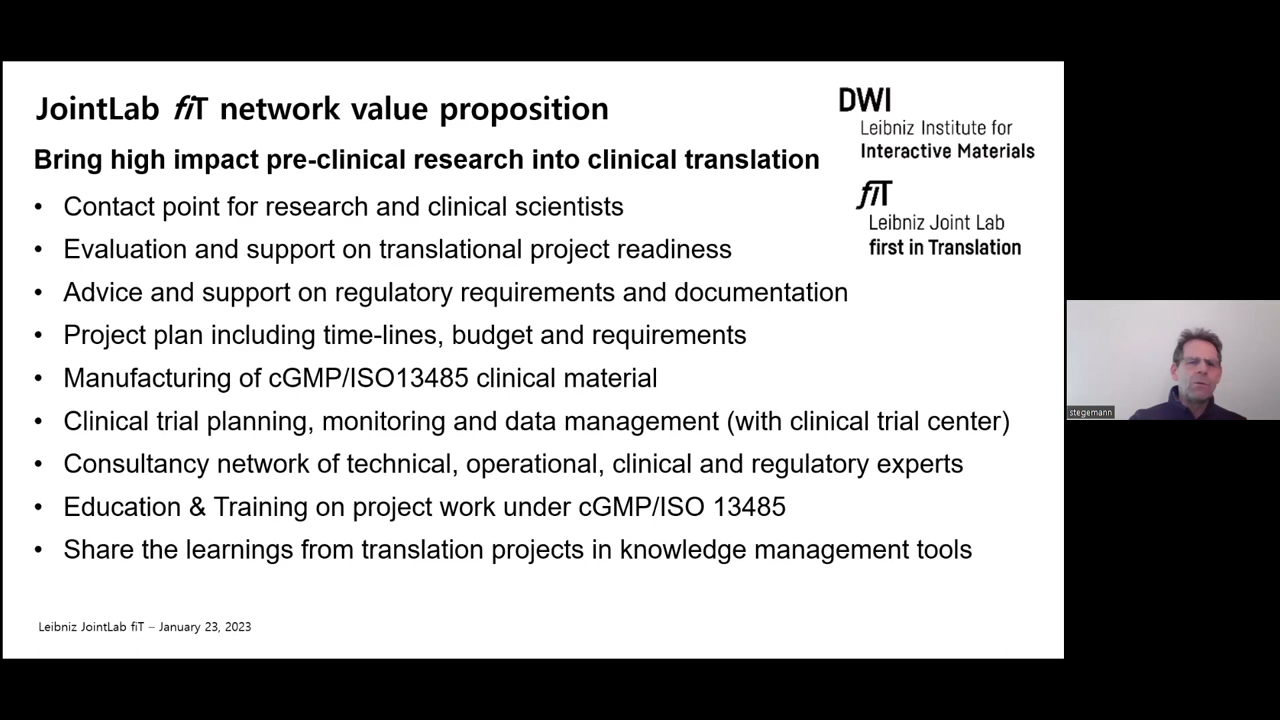 JointLab fiT network value proposition
Bring high impact pre-clinical research into clinical translation
• Contact point for research and clinical scientists
• Evaluation and support on translational project readiness
• Advice and support on regulatory requirements and documentation
• Project plan including time-lines, budget and requirements
• Manufacturing of cGMP/ISO13485 clinical material
• Clinical trial planning, monitoring and data management (with clinical trial center)
• Consultancy network of technical, operational, clinical and regulatory experts
• Education & Training on project work under cGMP/ISO 13485
• Share the learnings from translation projects in knowledge management tools
Leibniz JointLab fiT – January 23, 2023
DWI
Leibniz Institute for
Interactive Materials
fiT
Leibniz Joint Lab
first in Translation
stegemann